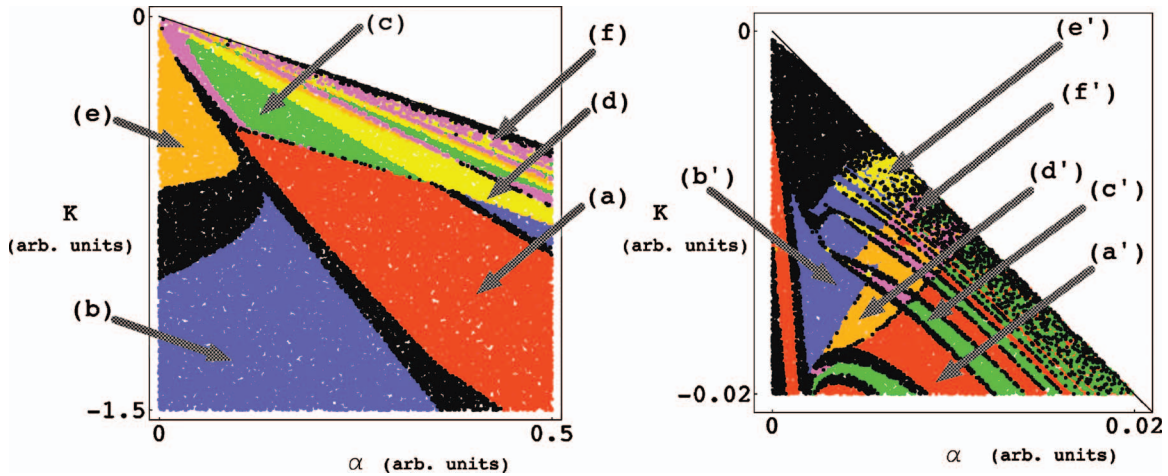 0
(c)
(f)
(d)
(e)
K
(arb. units)
(a)
(b)
-1.5
0
0.5
α (arb. units)
0
(e')
(f')
(b')
(d')
K
(arb. units)
(c')
(a')
-0.02
0
0.02
α (arb. units)